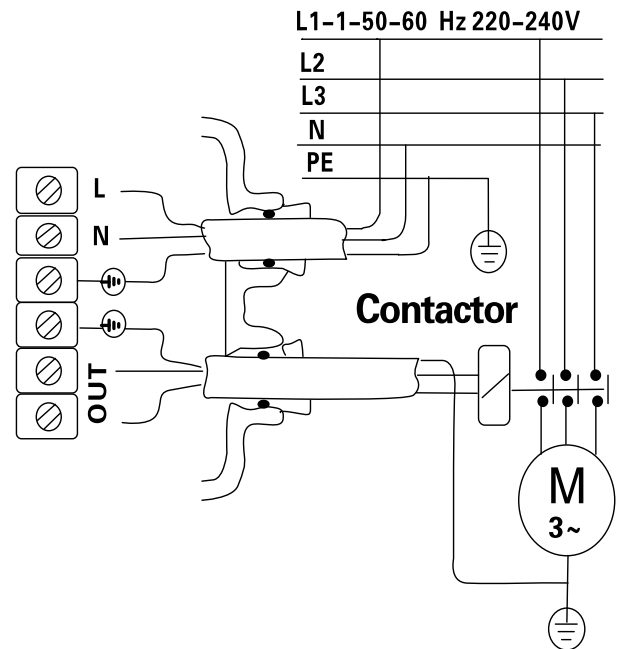 L1-1-50-60 Hz 220-240V
L2
L3
N
PE
L
N
Contactor
OUT
M
3~